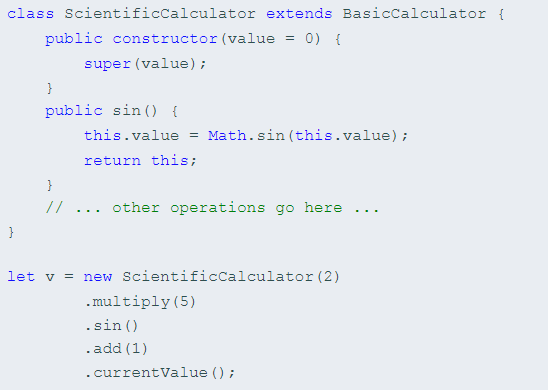 class ScientificCalculator extends BasicCalculator {
    public constructor(value = 0) {
        super(value);
    }
    public sin() {
        this.value = Math.sin(this.value);
        return this;
    }
    // ... other operations go here ...
}

let v = new ScientificCalculator(2)
        .multiply(5)
        .sin()
        .add(1)
        .currentValue();